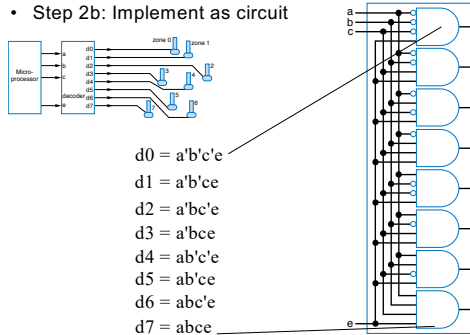 • Step 2b: Implement as circuit
a
b
c
e
Micro-
processor
a
b
c
e
decoder
d0
d1
d2
d3
d4
d5
d6
d7
zone 0
zone 1
2
3
4
5
6
7
d0 = a'b'c'e
d1 = a'b'ce
d2 = a'bc'e
d3 = a'bce
d4 = ab'c'e
d5 = ab'ce
d6 = abc'e
d7 = abce